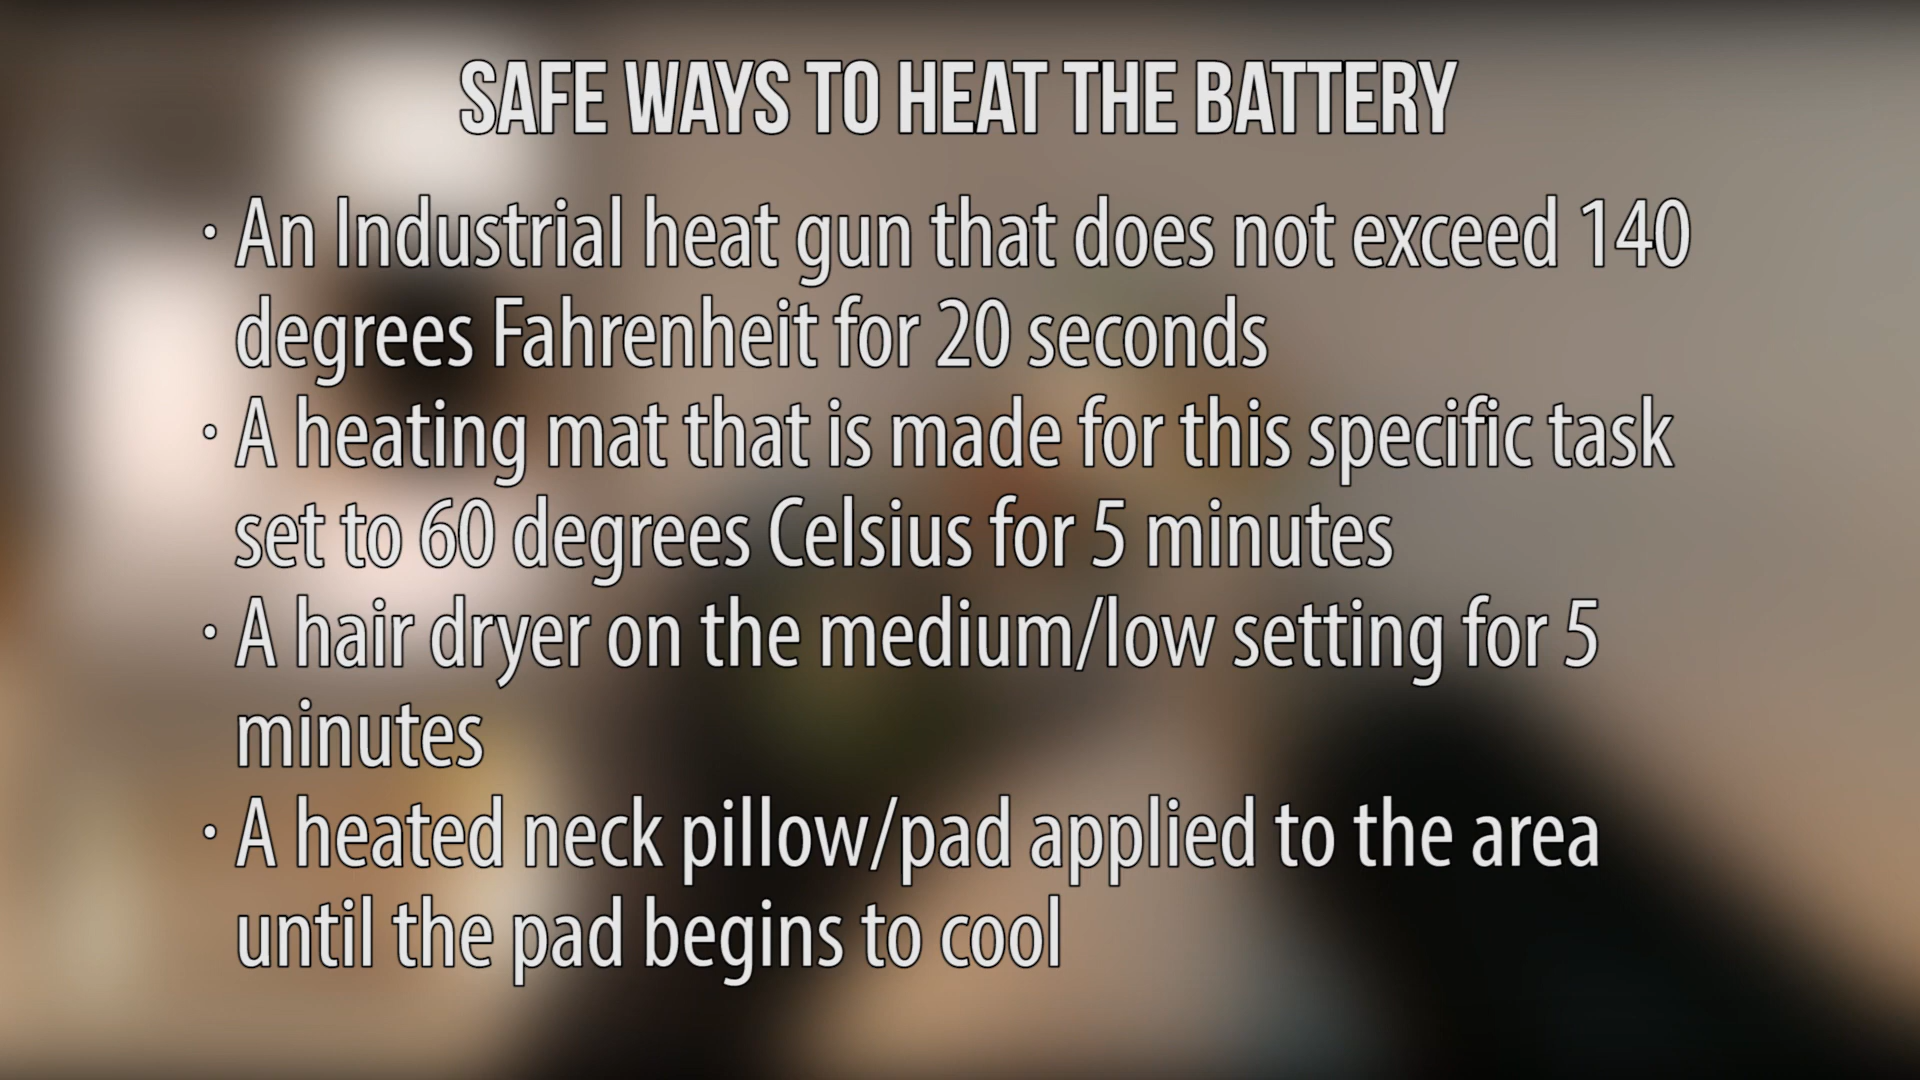 SAFE WAYS TO HEAT THE BATTERY
· An Industrial heat gun that does not exceed 140
degrees Fahrenheit for 20 seconds
· A heating mat that is made for this specific task
set to 60 degrees Celsius for 5 minutes
· A hair dryer on the medium/low setting for 5
minutes
· A heated neck pillow/pad applied to the area
until the pad begins to cool